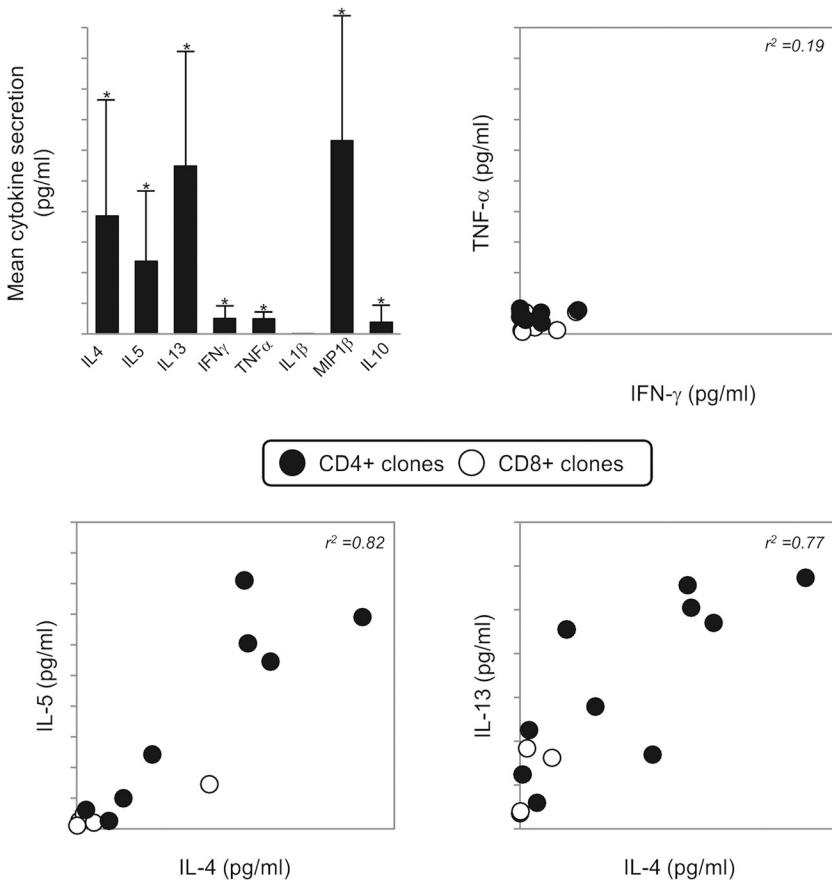 Mean cytokine secretion
(pg/ml)
* * * * * * *
IL4 IL5 IL13 IFNγ TNFα IL1β MIP1β IL10
r² =0.19
TNF-α (pg/ml)
IFN-γ (pg/ml)
CD4+ clones CD8+ clones
r² =0.82
IL-5 (pg/ml)
IL-4 (pg/ml)
r² =0.77
IL-13 (pg/ml)
IL-4 (pg/ml)